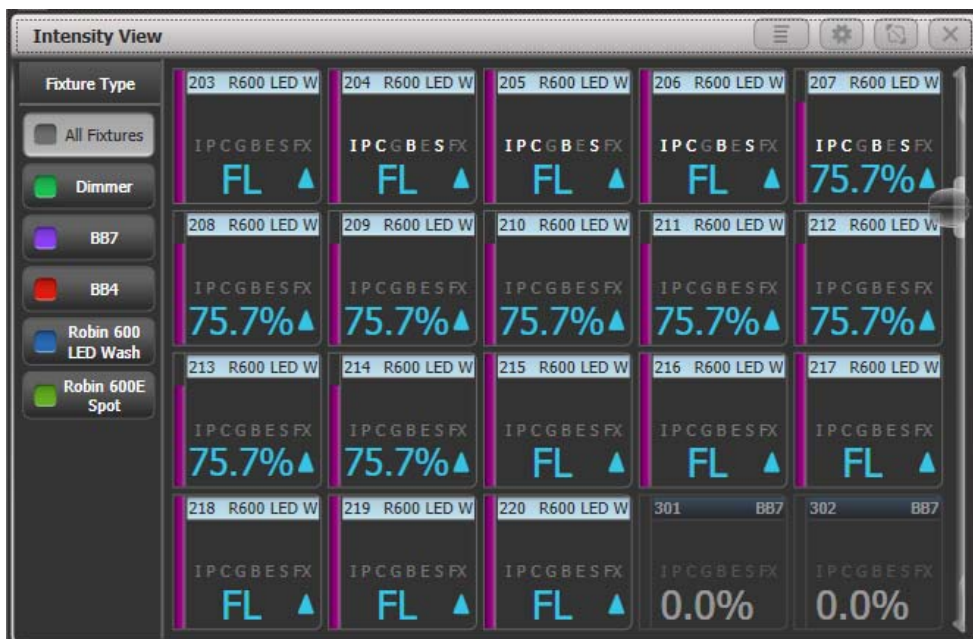 Intensity View
Fixture Type
All Fixtures
Dimmer
BB7
BB4
Robin 600
LED Wash
Robin 600E
Spot
203 R600 LED W
IPCGBESFX
FL
204 R600 LED W
IPCGBESFX
FL
205 R600 LED W
IPCGBESFX
FL
206 R600 LED W
IPCGBESFX
FL
207 R600 LED W
IPCGBESFX
75.7%
208 R600 LED W
IPCGBESFX
75.7%
209 R600 LED W
IPCGBESFX
75.7%
210 R600 LED W
IPCGBESFX
75.7%
211 R600 LED W
IPCGBESFX
75.7%
212 R600 LED W
IPCGBESFX
75.7%
213 R600 LED W
IPCGBESFX
75.7%
214 R600 LED W
IPCGBESFX
75.7%
215 R600 LED W
IPCGBESFX
FL
216 R600 LED W
IPCGBESFX
FL
217 R600 LED W
IPCGBESFX
FL
218 R600 LED W
IPCGBESFX
FL
219 R600 LED W
IPCGBESFX
FL
220 R600 LED W
IPCGBESFX
FL
301 BB7
IPCGBESFX
0.0%
302 BB7
IPCGBESFX
0.0%